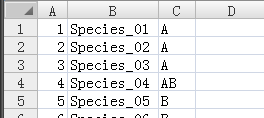 A B C D
1 1 Species_01 A
2 2 Species_02 A
3 3 Species_03 A
4 4 Species_04 AB
5 5 Species_05 B